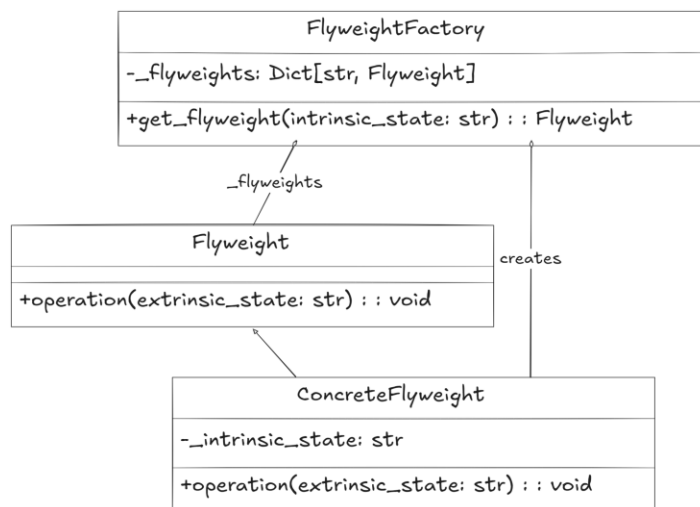 FlyweightFactory
-_flyweights: Dict[str, Flyweight]
+get_flyweight(intrinsic_state: str) : : Flyweight
_flyweights
Flyweight
creates
+operation(extrinsic_state: str) : : void
ConcreteFlyweight
-_intrinsic_state: str
+operation(extrinsic_state: str) : : void